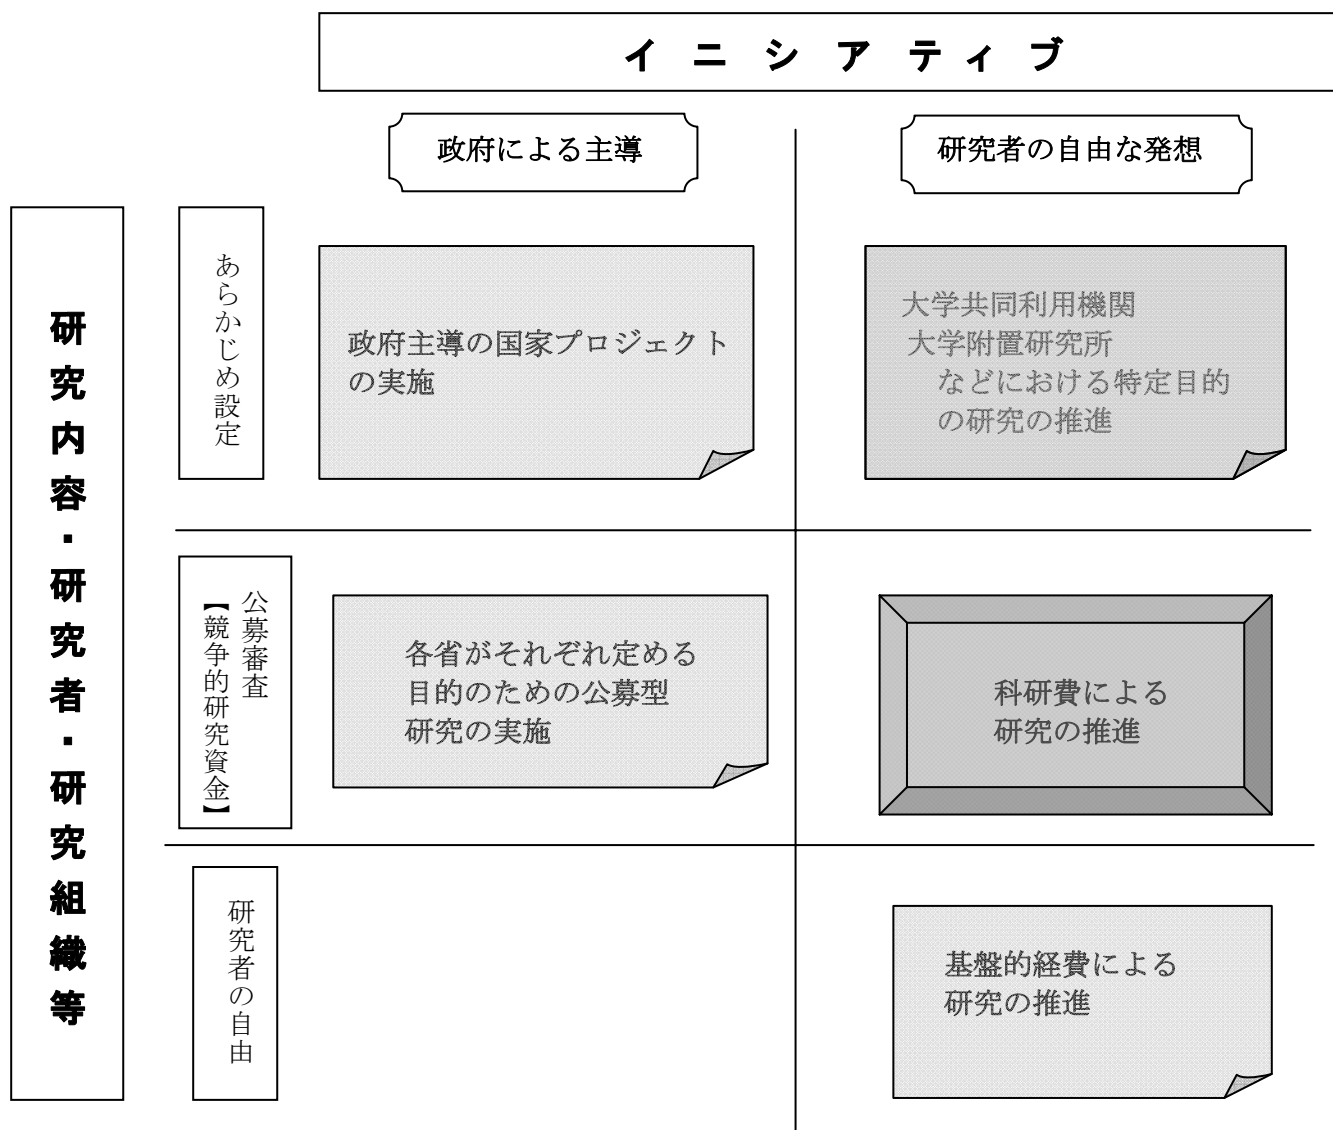 イニシアティブ
政府による主導
研究者の自由な発想
研究内容・研究者・研究組織等
あらかじめ設定
政府主導の国家プロジェクト
の実施
大学共同利用機関
大学附置研究所
などにおける特定目的
の研究の推進
公募審査
【競争的研究資金】
各省がそれぞれ定める
目的のための公募型
研究の実施
科研費による
研究の推進
研究者の自由
基盤的経費による
研究の推進